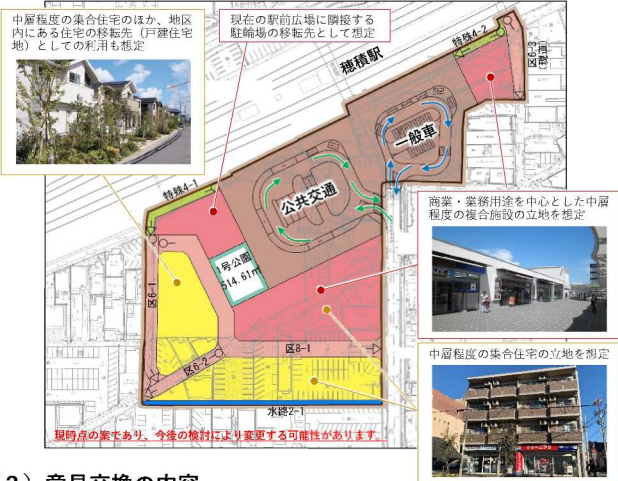 中層程度の集合住宅のほか、地区
内にある住宅の移転先（戸建住宅
地）としての利用も想定
現在の駅前広場に隣接する
駐輪場の移転先として想定
穂積駅
特殊4-2
区6-3
(現道)
一般車
公共交通
特殊4-1
商業・業務用途を中心とした中層
程度の複合施設の立地を想定
1号公園
514.61㎡
区6-1
区8-1
区6-2
中層程度の集合住宅の立地を想定
水路2-1
現時点の案であり、今後の検討により変更する可能性があります。